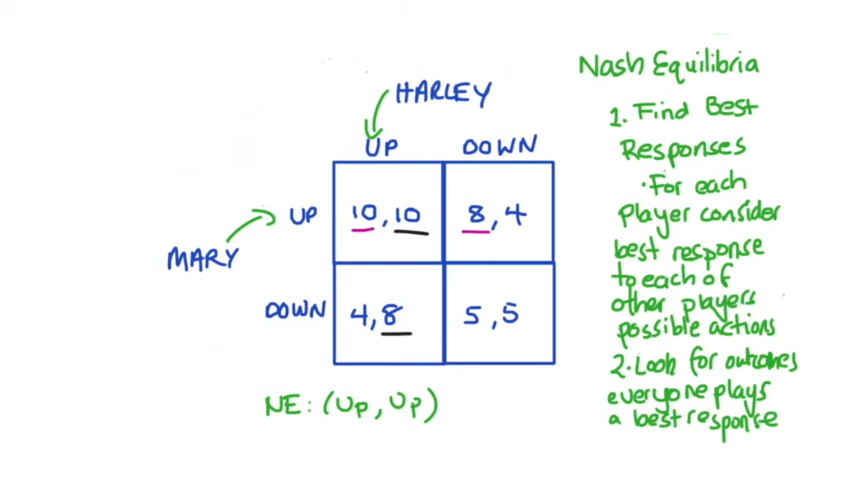 Nash Equilibria
HARLEY
UP DOWN
MARY
UP 10, 10 8, 4
DOWN 4, 8 5, 5
NE: (Up, Up)
1. Find Best
Responses
• For each
Player consider
best response
to each of
other players
possible actions
2. Look for outcomes
everyone plays
a best response